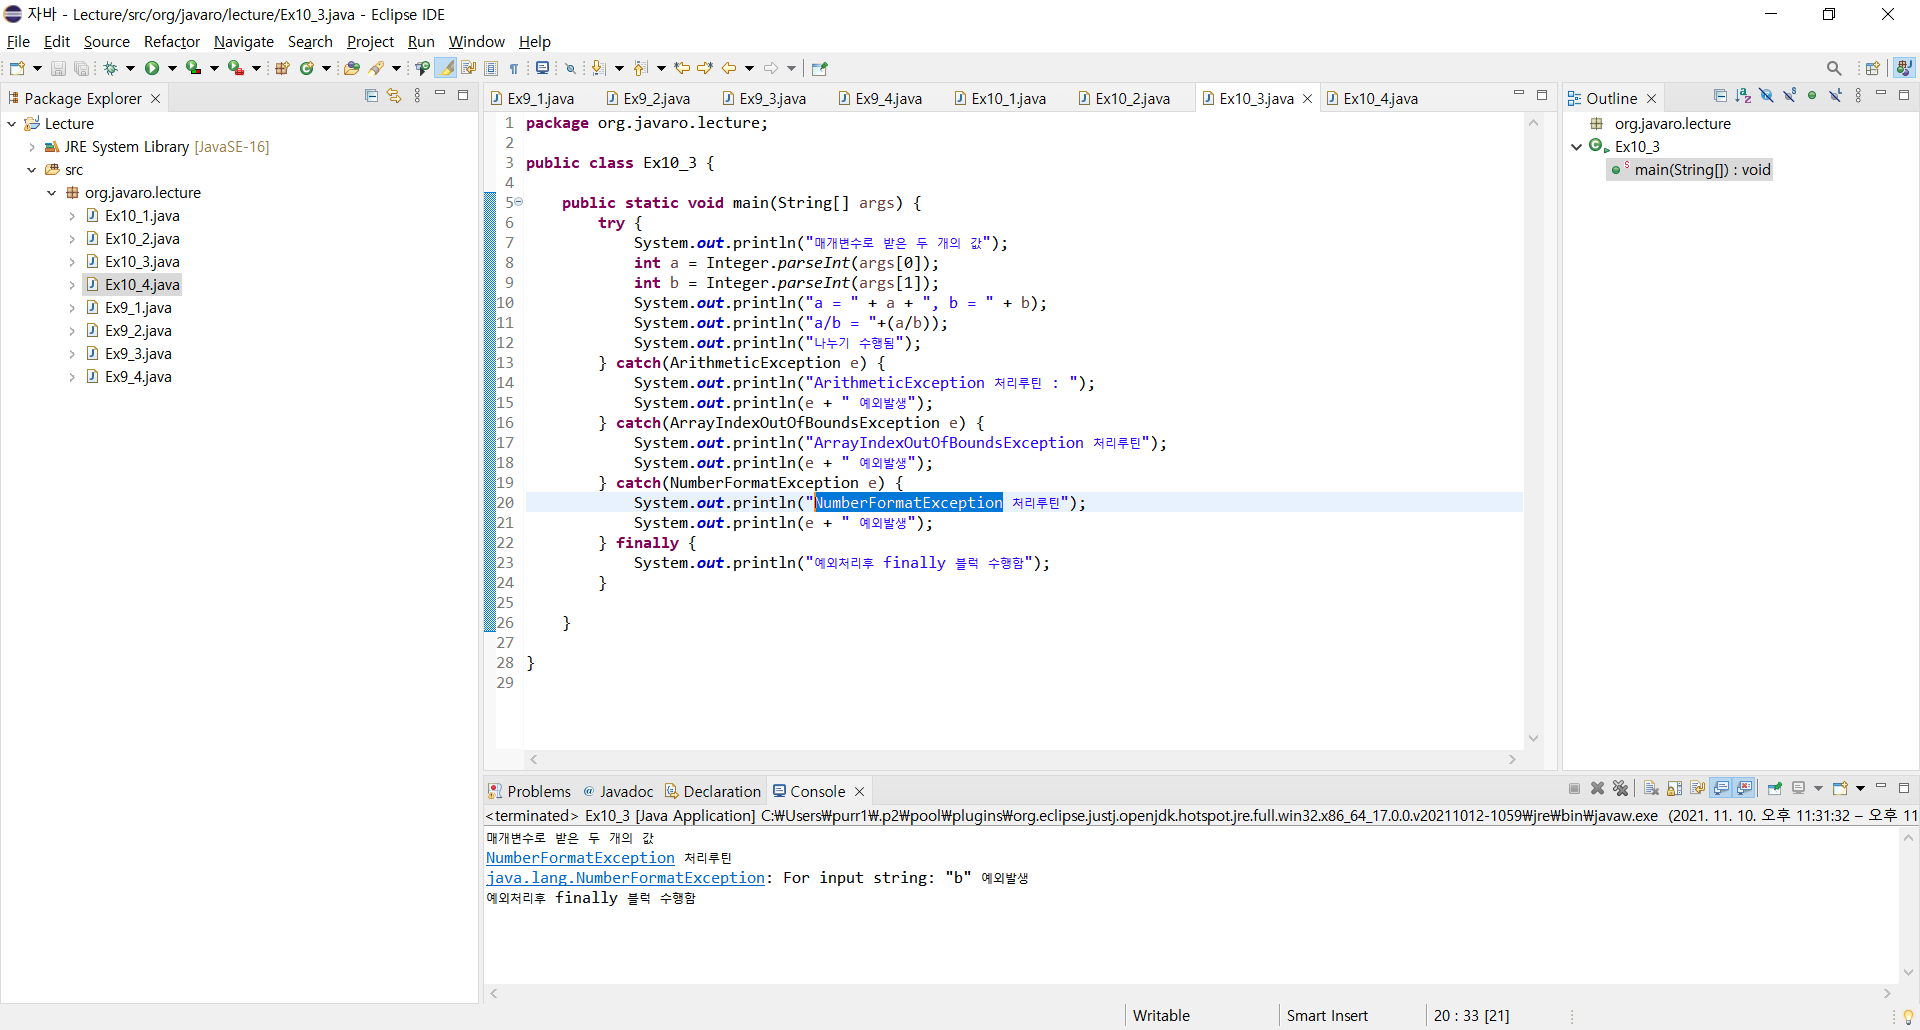 자바 - Lecture/src/org/javaro/lecture/Ex10_3.java - Eclipse IDE
File Edit Source Refactor Navigate Search Project Run Window Help
Package Explorer
Lecture
JRE System Library [JavaSE-16]
src
org.javaro.lecture
Ex10_1.java
Ex10_2.java
Ex10_3.java
Ex10_4.java
Ex9_1.java
Ex9_2.java
Ex9_3.java
Ex9_4.java
Ex9_1.java Ex9_2.java Ex9_3.java Ex9_4.java Ex10_1.java Ex10_2.java Ex10_3.java Ex10_4.java
1 package org.javaro.lecture;
2
3 public class Ex10_3 {
4
5 public static void main(String[] args) {
6 try {
7 System.out.println("매개변수로 받은 두 개의 값");
8 int a = Integer.parseInt(args[0]);
9 int b = Integer.parseInt(args[1]);
10 System.out.println("a = " + a + ", b = " + b);
11 System.out.println("a/b = "+(a/b));
12 System.out.println("나누기 수행됨");
13 } catch(ArithmeticException e) {
14 System.out.println("ArithmeticException 처리루틴 : ");
15 System.out.println(e + " 예외발생");
16 } catch(ArrayIndexOutOfBoundsException e) {
17 System.out.println("ArrayIndexOutOfBoundsException 처리루틴");
18 System.out.println(e + " 예외발생");
19 } catch(NumberFormatException e) {
20 System.out.println("NumberFormatException 처리루틴");
21 System.out.println(e + " 예외발생");
22 } finally {
23 System.out.println("예외처리후 finally 블럭 수행함");
24 }
25
26 }
27
28 }
29
Outline
org.javaro.lecture
Ex10_3
main(String[]) : void
Problems @ Javadoc Declaration Console
<terminated> Ex10_3 [Java Application] C:₩Users₩purr1₩.p2₩pool₩plugins₩org.eclipse.justj.openjdk.hotspot.jre.full.win32.x86_64_17.0.0.v20211012-1059₩jre₩bin₩javaw.exe (2021. 11. 10. 오후 11:31:32 – 오후 11
매개변수로 받은 두 개의 값
NumberFormatException 처리루틴
java.lang.NumberFormatException: For input string: "b" 예외발생
예외처리후 finally 블럭 수행함
Writable Smart Insert 20 : 33 [21]